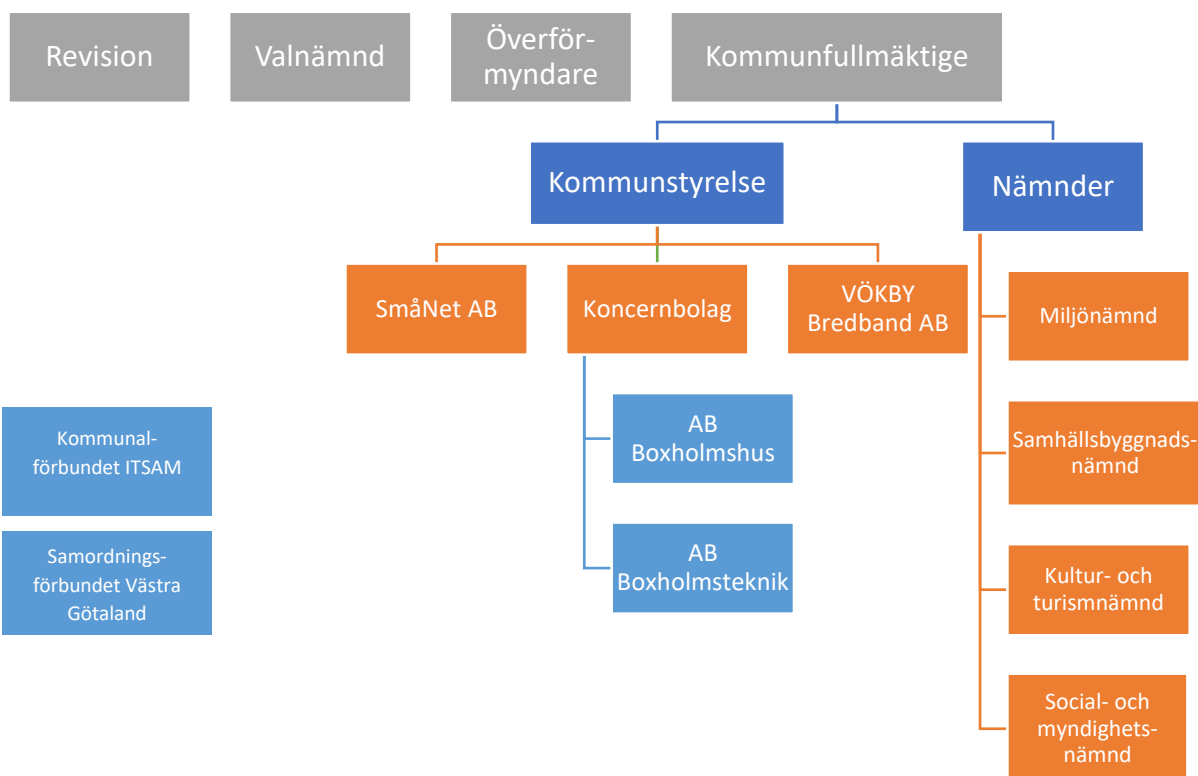 Revision
Valnämnd
Överför-
myndare
Kommunfullmäktige
Kommunstyrelse
Nämnder
SmåNet AB
Koncernbolag
VÖKBY
Bredband AB
Miljönämnd
AB
Boxholmshus
Samhällsbyggnads-
nämnd
Kommunal-
förbundet ITSAM
AB
Boxholmsteknik
Samordnings-
förbundet Västra
Götaland
Kultur- och
turismnämnd
Social- och
myndighets-
nämnd